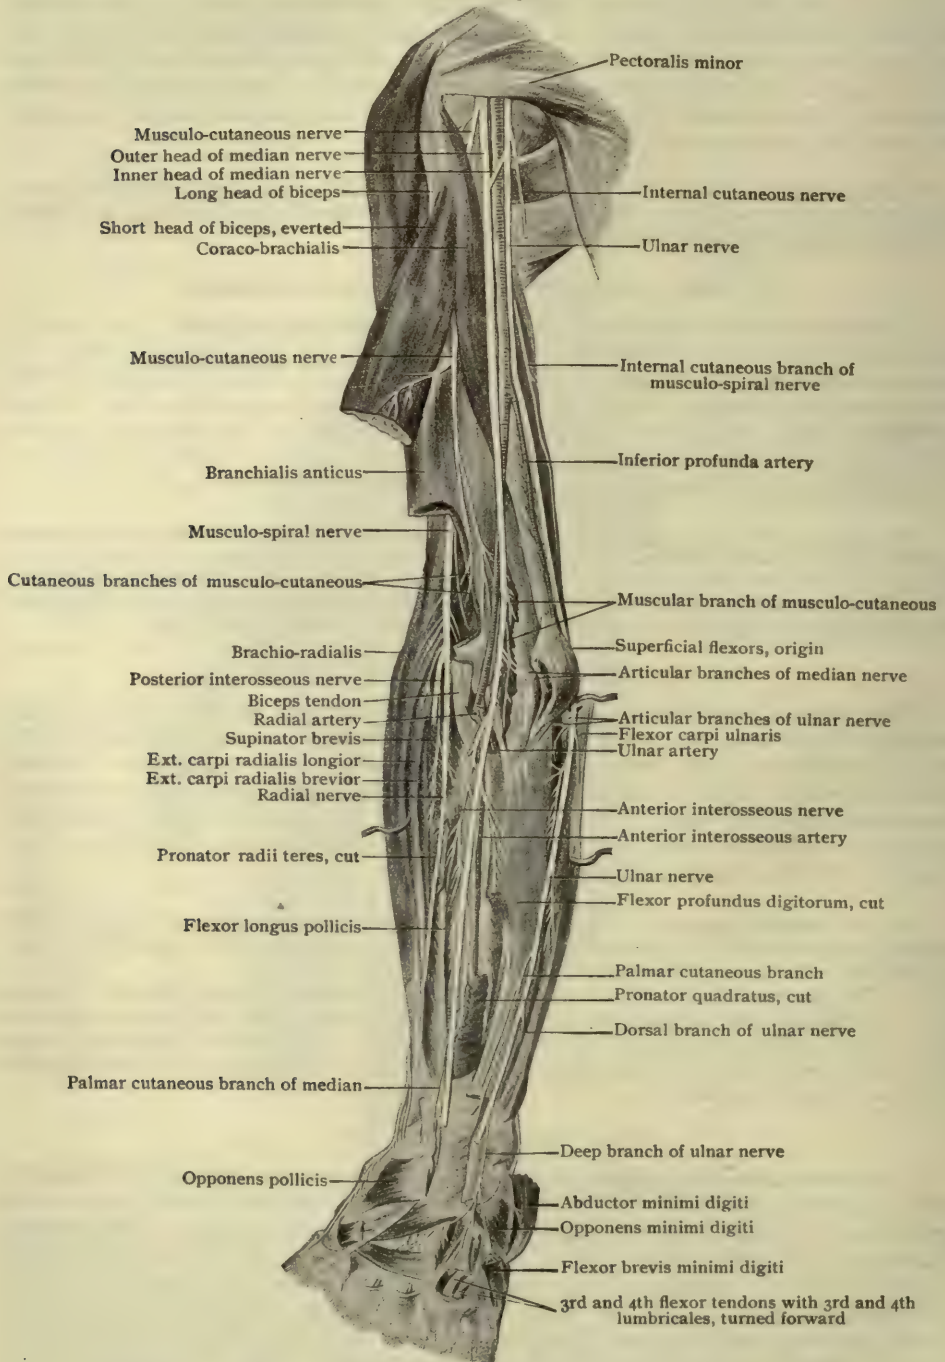 Pectoralis minor
Musculo-cutaneous nerve
Outer head of median nerve
Inner head of median nerve
Long head of biceps
Internal cutaneous nerve
Short head of biceps, everted
Coraco-brachialis
Ulnar nerve
Musculo-cutaneous nerve
Internal cutaneous branch of
musculo-spiral nerve
Branchialis anticus
Inferior profunda artery
Musculo-spiral nerve
Cutaneous branches of musculo-cutaneous
Muscular branch of musculo-cutaneous
Brachio-radialis
Superficial flexors, origin
Posterior interosseous nerve
Articular branches of median nerve
Biceps tendon
Radial artery
Articular branches of ulnar nerve
Supinator brevis
Flexor carpi ulnaris
Ulnar artery
Ext. carpi radialis longior
Ext. carpi radialis brevior
Radial nerve
Anterior interosseous nerve
Anterior interosseous artery
Pronator radii teres, cut
Ulnar nerve
Flexor profundus digitorum, cut
Flexor longus pollicis
Palmar cutaneous branch
Pronator quadratus, cut
Dorsal branch of ulnar nerve
Palmar cutaneous branch of median
Deep branch of ulnar nerve
Opponens pollicis
Abductor minimi digiti
Opponens minimi digiti
Flexor brevis minimi digiti
3rd and 4th flexor tendons with 3rd and 4th
lumbricales, turned forward